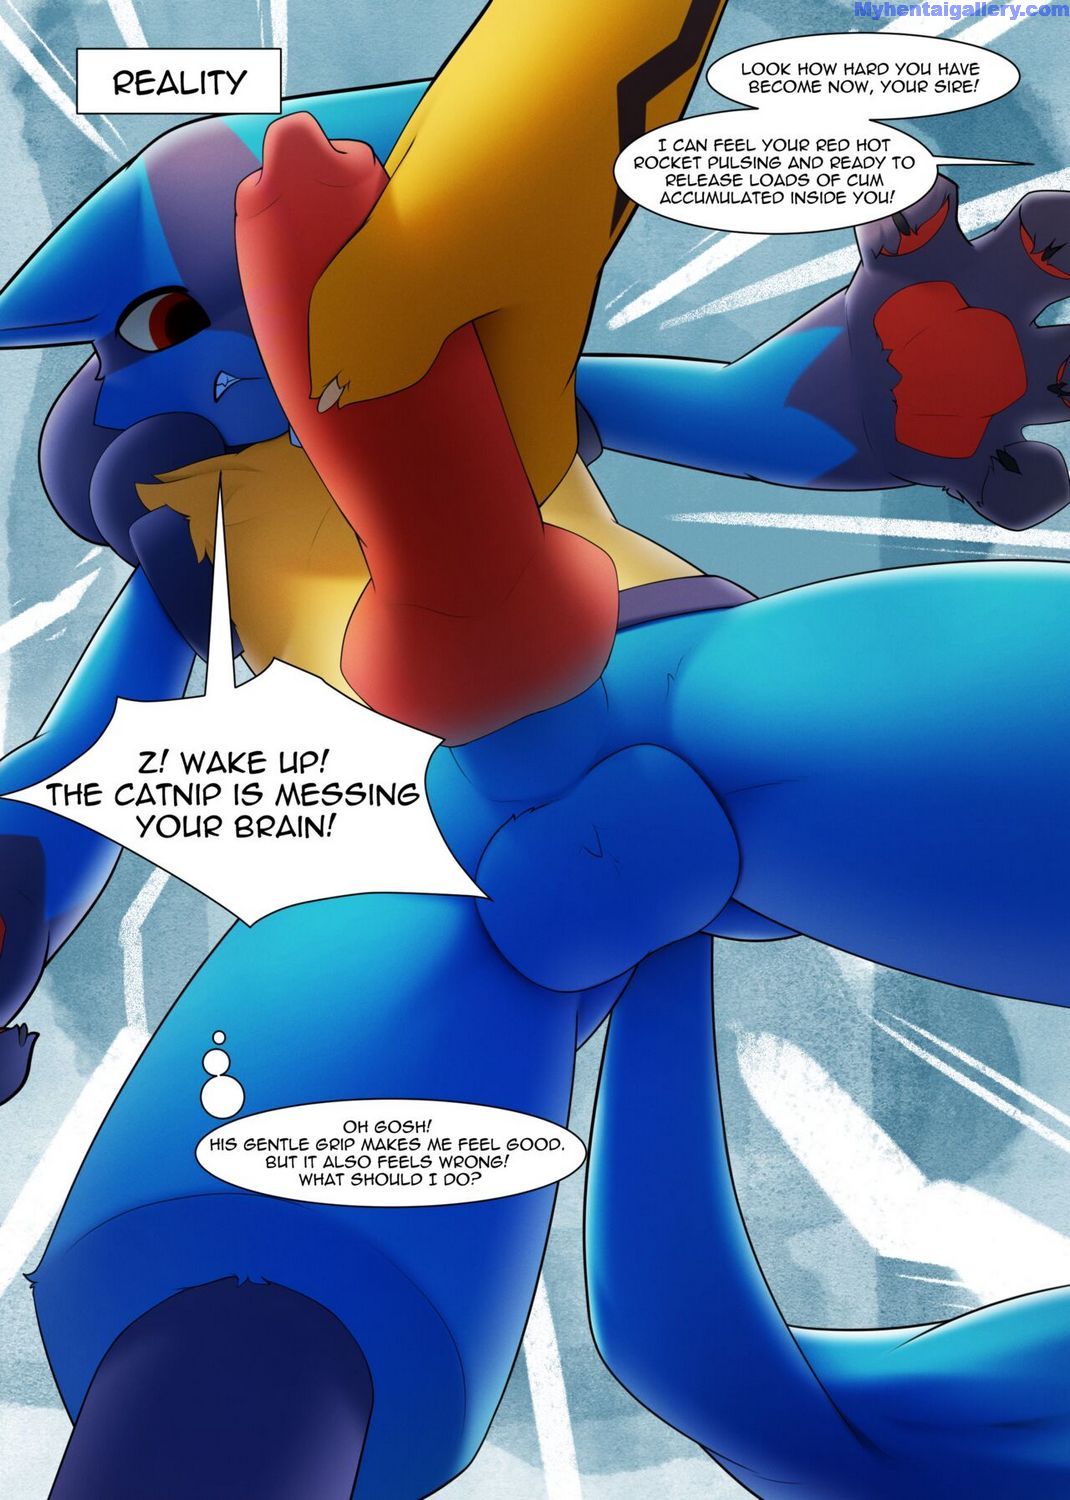 Myhentaigallery.com
REALITY
LOOK HOW HARD YOU HAVE
BECOME NOW, YOUR SIRE!
I CAN FEEL YOUR RED HOT
ROCKET PULSING AND READY TO
RELEASE LOADS OF CUM
ACCUMULATED INSIDE YOU!
Z! WAKE UP!
THE CATNIP IS MESSING
YOUR BRAIN!
OH GOSH!
HIS GENTLE GRIP MAKES ME FEEL GOOD.
BUT IT ALSO FEELS WRONG!
WHAT SHOULD I DO?